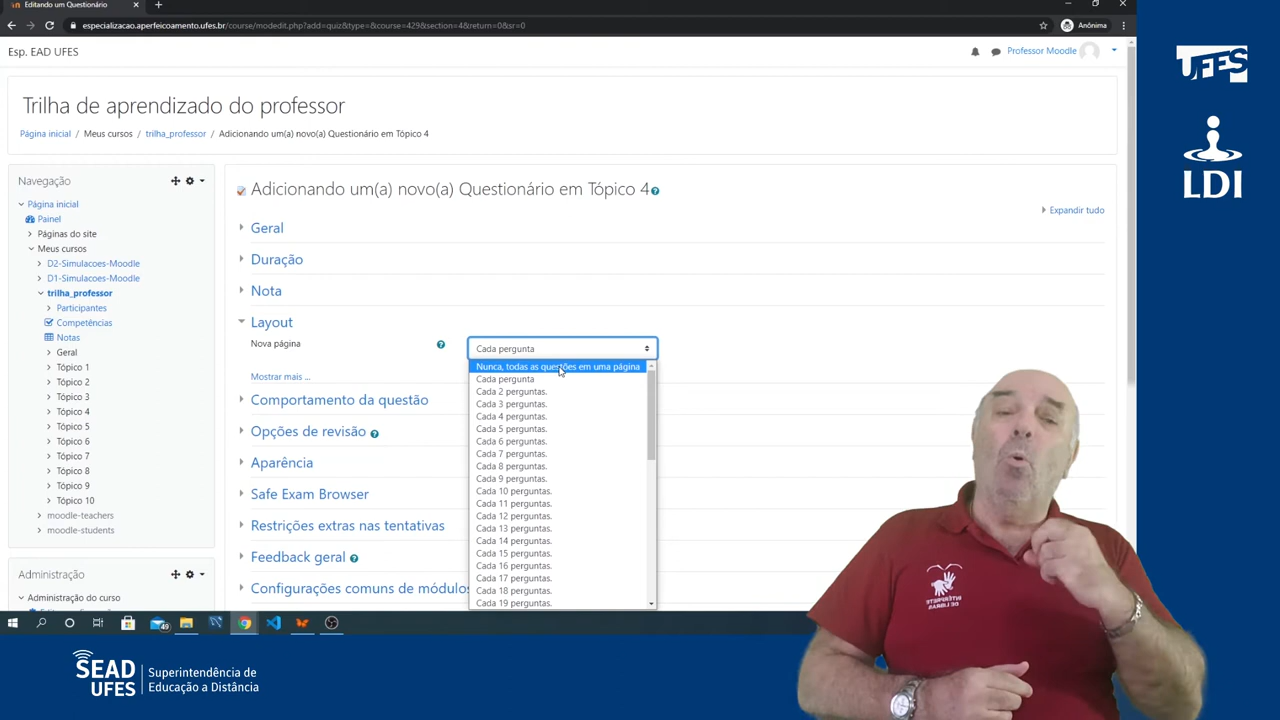 Editando um Questionário
especializacao.aperfeicoamento.ufes.br/course/modedit.php?add=quiz&type=&course=429&section=4&return=0&sr=0
Anônima
Esp. EAD UFES
Professor Moodle
Trilha de aprendizado do professor
Página inicial / Meus cursos / trilha_professor / Adicionando um(a) novo(a) Questionário em Tópico 4
Navegação
Página inicial
Painel
Páginas do site
Meus cursos
D2-Simulacoes-Moodle
D1-Simulacoes-Moodle
trilha_professor
Participantes
Competências
Notas
Geral
Tópico 1
Tópico 2
Tópico 3
Tópico 4
Tópico 5
Tópico 6
Tópico 7
Tópico 8
Tópico 9
Tópico 10
moodle-teachers
moodle-students
Administração
Administração do curso
Adicionando um(a) novo(a) Questionário em Tópico 4
Expandir tudo
Geral
Duração
Nota
Layout
Nova página
Cada pergunta
Nunca, todas as questões em uma página
Cada pergunta
Cada 2 perguntas.
Cada 3 perguntas.
Cada 4 perguntas.
Cada 5 perguntas.
Cada 6 perguntas.
Cada 7 perguntas.
Cada 8 perguntas.
Cada 9 perguntas.
Cada 10 perguntas.
Cada 11 perguntas.
Cada 12 perguntas.
Cada 13 perguntas.
Cada 14 perguntas.
Cada 15 perguntas.
Cada 16 perguntas.
Cada 17 perguntas.
Cada 18 perguntas.
Cada 19 perguntas.
Mostrar mais ...
Comportamento da questão
Opções de revisão
Aparência
Safe Exam Browser
Restrições extras nas tentativas
Feedback geral
Configurações comuns de módulos
49
UFES
LDI
INTÉRPRETE
DE LIBRAS
SEAD
UFES
Superintendência de
Educação a Distância